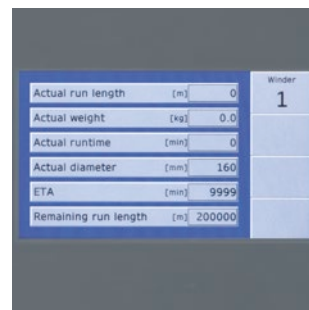 Winder
1
Actual run length [m] 0
Actual weight [kg] 0.0
Actual runtime [min] 0
Actual diameter [mm] 160
ETA [min] 9999
Remaining run length [m] 200000